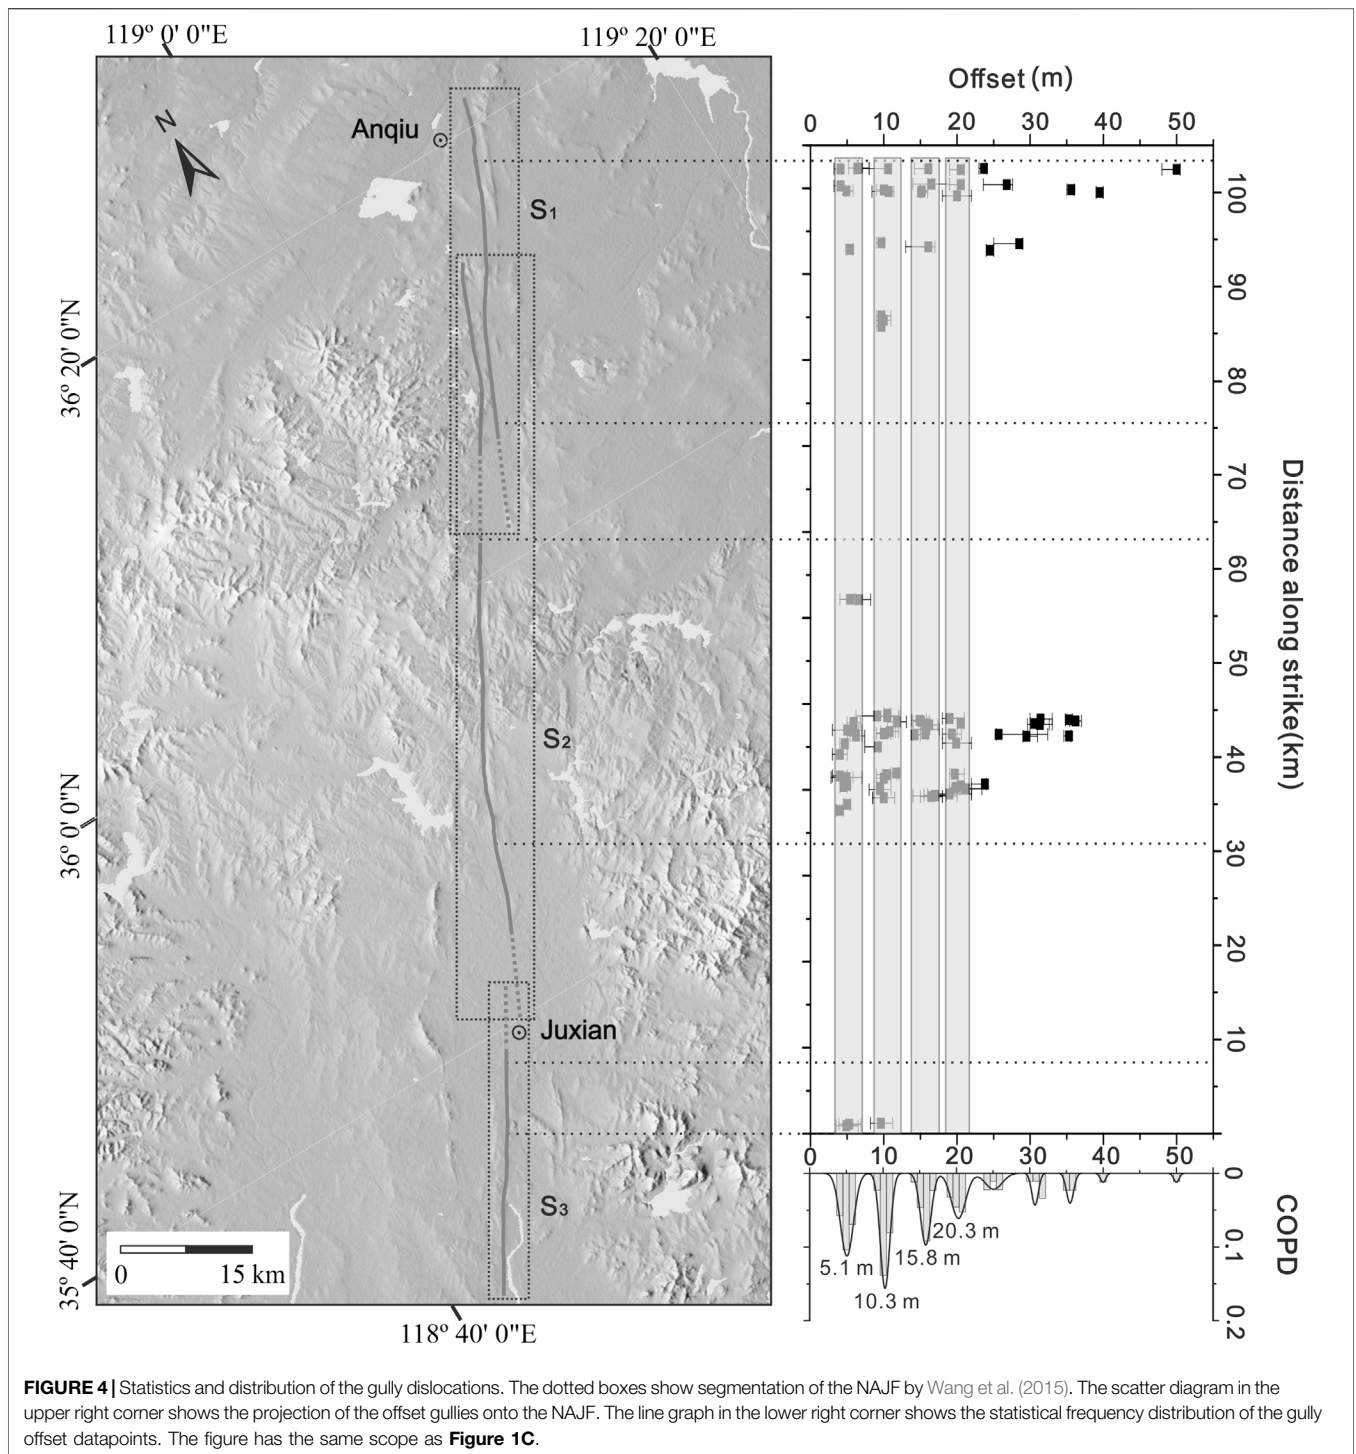 119° 0' 0"E
119° 20' 0"E
N
Anqiu
S1
36° 20' 0"N
S2
36° 0' 0"N
Juxian
S3
35° 40' 0"N
0 15 km
118° 40' 0"E
Offset (m)
0 10 20 30 40 50
100
90
80
70
60
50
40
30
20
10
Distance along strike(km)
0 10 20 30 40 50
0
0.1
0.2
COPD
5.1 m
10.3 m
15.8 m
20.3 m
FIGURE 4 | Statistics and distribution of the gully dislocations. The dotted boxes show segmentation of the NAJF by Wang et al. (2015). The scatter diagram in the
upper right corner shows the projection of the offset gullies onto the NAJF. The line graph in the lower right corner shows the statistical frequency distribution of the gully
offset datapoints. The figure has the same scope as Figure 1C.